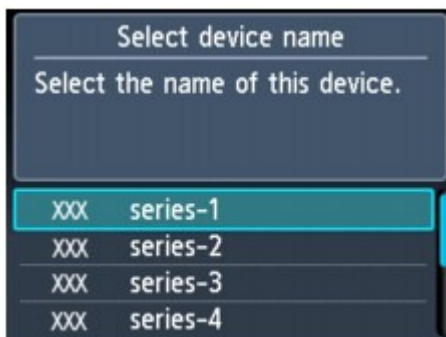 Select device name
Select the name of this device.
XXX series-1
XXX series-2
XXX series-3
XXX series-4